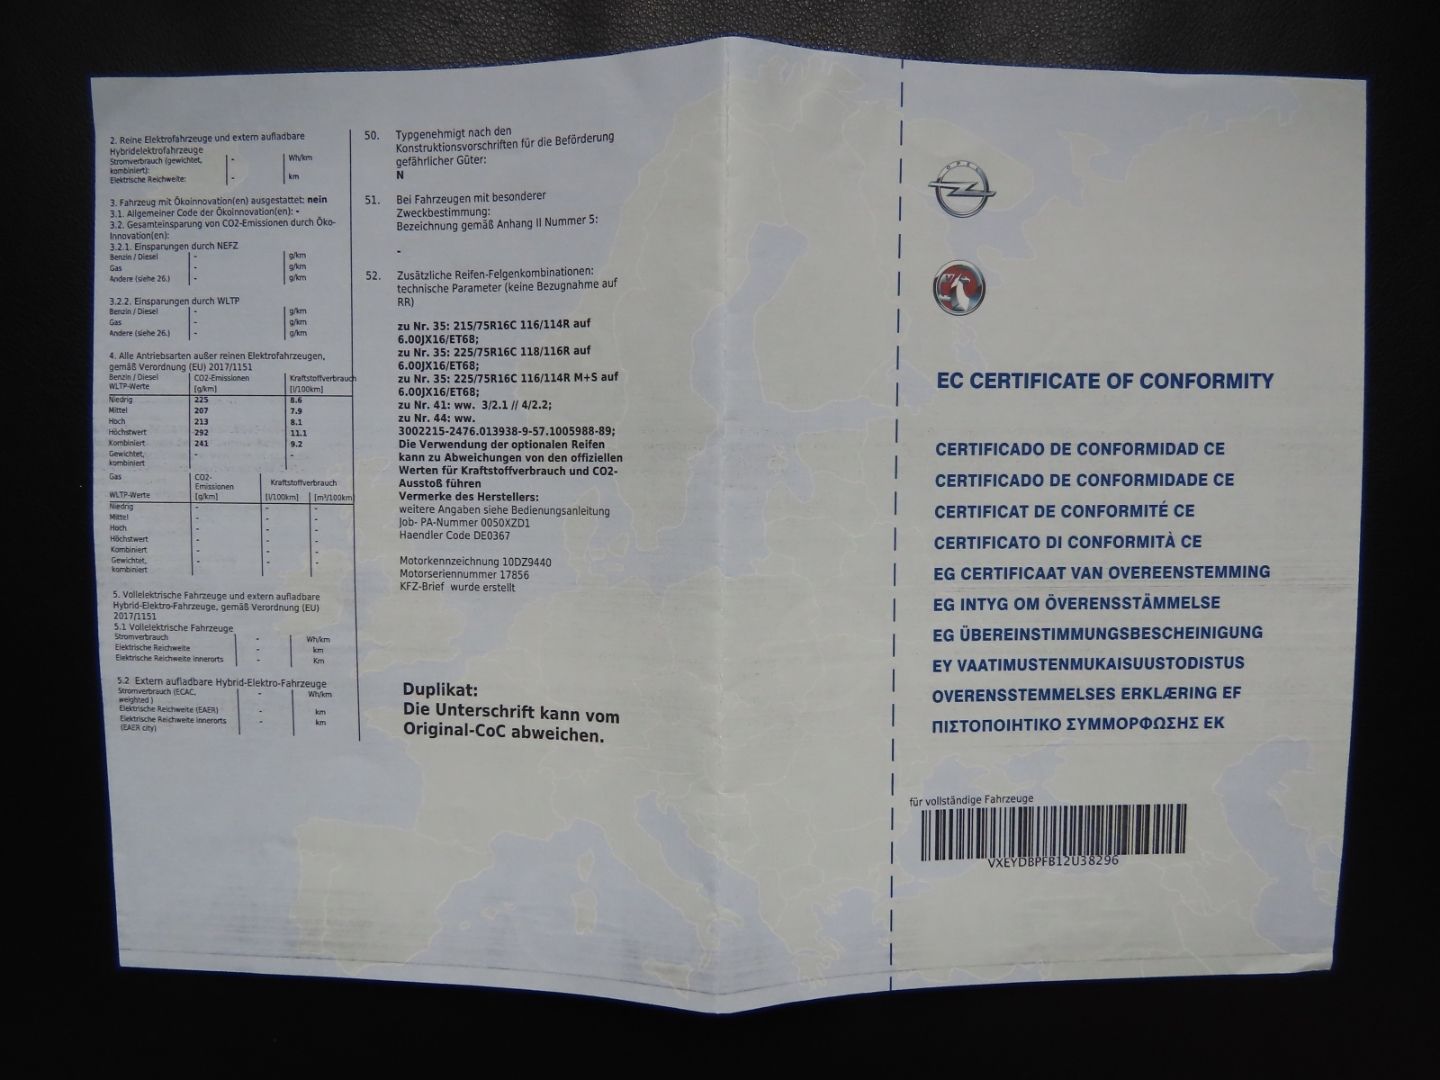 2. Reine Elektrofahrzeuge und extern aufladbare
Hybridelektrofahrzeuge
Stromverbrauch (gewichtet, - Wh/km
kombiniert):
Elektrische Reichweite: - km
3. Fahrzeug mit Ökoinnovation(en) ausgestattet: nein
3.1. Allgemeiner Code der Ökoinnovation(en): -
3.2. Gesamteinsparung von CO2-Emissionen durch Öko-
Innovation(en):
3.2.1. Einsparungen durch NEFZ
Benzin / Diesel - g/km
Gas - g/km
Andere (siehe 26.) - g/km
3.2.2. Einsparungen durch WLTP
Benzin / Diesel - g/km
Gas - g/km
Andere (siehe 26.) - g/km
4. Alle Antriebsarten außer reinen Elektrofahrzeugen,
gemäß Verordnung (EU) 2017/1151
Benzin / Diesel CO2-Emissionen Kraftstoffverbrauch
WLTP-Werte [g/km] [l/100km]
Niedrig 225 8.6
Mittel 207 7.9
Hoch 213 8.1
Höchstwert 292 11.1
Kombiniert 241 9.2
Gewichtet, - -
kombiniert
Gas CO2- Kraftstoffverbrauch
Emissionen
WLTP-Werte [g/km] [l/100km] [m³/100km]
Niedrig - - -
Mittel - - -
Hoch - - -
Höchstwert - - -
Kombiniert - - -
Gewichtet, - - -
kombiniert
5. Vollelektrische Fahrzeuge und extern aufladbare
Hybrid-Elektro-Fahrzeuge, gemäß Verordnung (EU)
2017/1151
5.1 Vollelektrische Fahrzeuge
Stromverbrauch - Wh/km
Elektrische Reichweite - km
Elektrische Reichweite innerorts - Km
5.2 Extern aufladbare Hybrid-Elektro-Fahrzeuge
Stromverbrauch (ECAC, - Wh/km
weighted )
Elektrische Reichweite (EAER) - km
Elektrische Reichweite innerorts - km
(EAER city)
50. Typgenehmigt nach den
Konstruktionsvorschriften für die Beförderung
gefährlicher Güter:
N
51. Bei Fahrzeugen mit besonderer
Zweckbestimmung:
Bezeichnung gemäß Anhang II Nummer 5:
-
52. Zusätzliche Reifen-Felgenkombinationen:
technische Parameter (keine Bezugnahme auf
RR)
zu Nr. 35: 215/75R16C 116/114R auf
6.00JX16/ET68;
zu Nr. 35: 225/75R16C 118/116R auf
6.00JX16/ET68;
zu Nr. 35: 225/75R16C 116/114R M+S auf
6.00JX16/ET68;
zu Nr. 41: ww. 3/2.1 // 4/2.2;
zu Nr. 44: ww.
3002215-2476.013938-9-57.1005988-89;
Die Verwendung der optionalen Reifen
kann zu Abweichungen von den offiziellen
Werten für Kraftstoffverbrauch und CO2-
Ausstoß führen
Vermerke des Herstellers:
weitere Angaben siehe Bedienungsanleitung
Job- PA-Nummer 0050XZD1
Haendler Code DE0367
Motorkennzeichnung 10DZ9440
Motorseriennummer 17856
KFZ-Brief wurde erstellt
Duplikat:
Die Unterschrift kann vom
Original-CoC abweichen.
OPEL
EC CERTIFICATE OF CONFORMITY
CERTIFICADO DE CONFORMIDAD CE
CERTIFICADO DE CONFORMIDADE CE
CERTIFICAT DE CONFORMITÉ CE
CERTIFICATO DI CONFORMITÀ CE
EG CERTIFICAAT VAN OVEREENSTEMMING
EG INTYG OM ÖVERENSSTÄMMELSE
EG ÜBEREINSTIMMUNGSBESCHEINIGUNG
EY VAATIMUSTENMUKAISUUSTODISTUS
OVERENSSTEMMELSES ERKLÆRING EF
ΠΙΣΤΟΠΟΙΗΤΙΚΟ ΣΥΜΜΟΡΦΩΣΗΣ ΕΚ
für vollständige Fahrzeuge
VXEYDBPFB12U38296